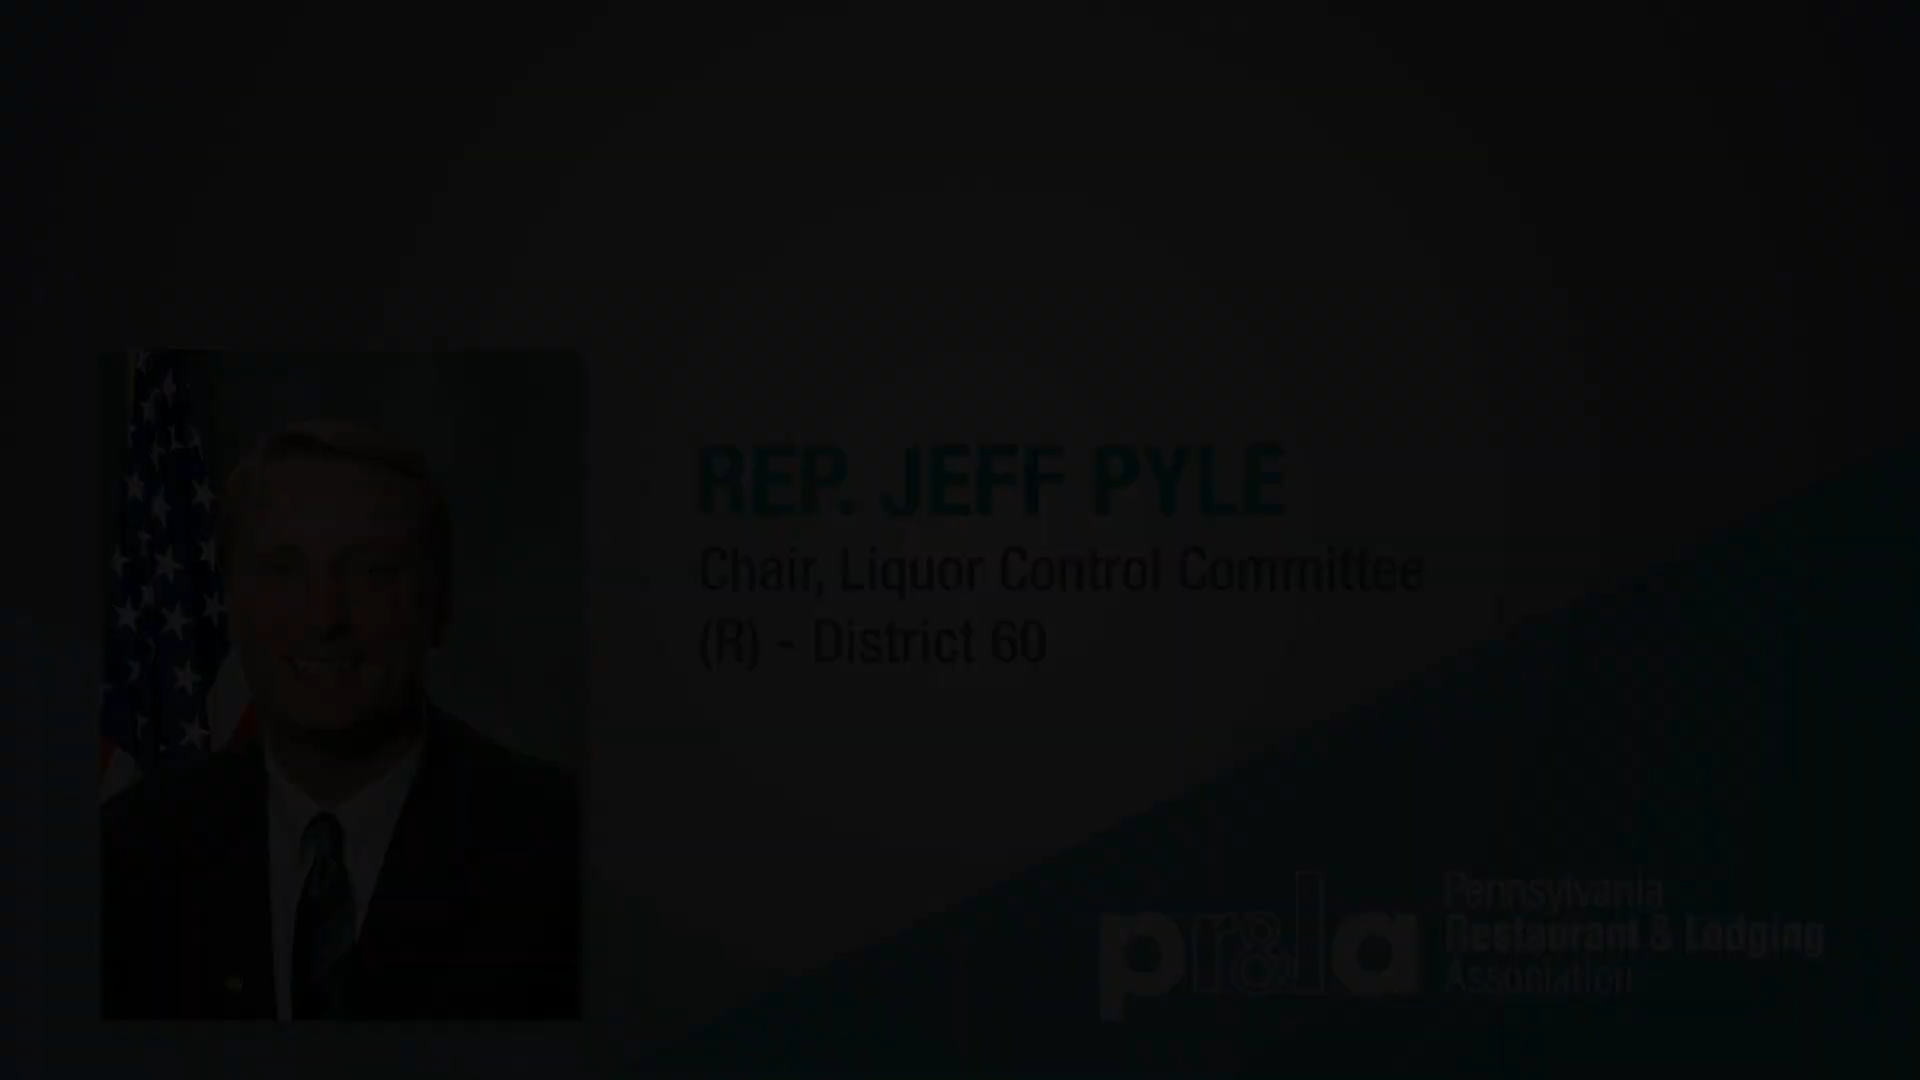 REP. JEFF PYLE
Chair, Liquor Control Committee
(R) - District 60
pr&la
Pennsylvania
Restaurant & Lodging
Association